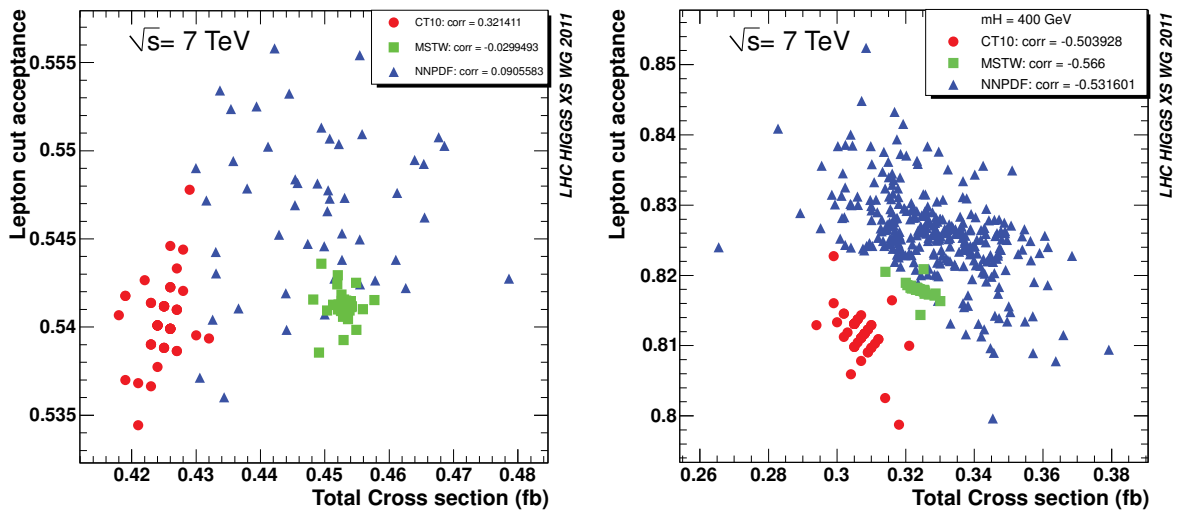 √s= 7 TeV
CT10: corr = 0.321411
MSTW: corr = -0.0299493
NNPDF: corr = 0.0905583
LHC HIGGS XS WG 2011
Lepton cut acceptance
0.555
0.55
0.545
0.54
0.535
0.42 0.43 0.44 0.45 0.46 0.47 0.48
Total Cross section (fb)
√s= 7 TeV
mH = 400 GeV
CT10: corr = -0.503928
MSTW: corr = -0.566
NNPDF: corr = -0.531601
LHC HIGGS XS WG 2011
Lepton cut acceptance
0.85
0.84
0.83
0.82
0.81
0.8
0.26 0.28 0.3 0.32 0.34 0.36 0.38
Total Cross section (fb)